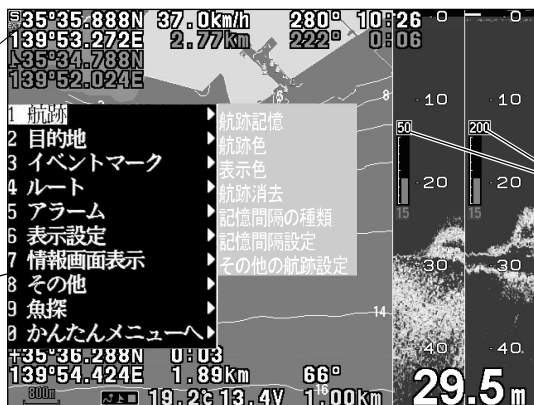 S 35°35.888N 37.0km/h 280° 10:26
139°53.272E 2.77km 222° 0:06
35°34.788N
139°52.024E
1 航跡
2 目的地
3 イベントマーク
4 ルート
5 アラーム
6 表示設定
7 情報画面表示
8 その他
9 魚探
0 かんたんメニューへ
航跡記憶
航跡色
表示色
航跡消去
記憶間隔の種類
記憶間隔設定
その他の航跡設定
8
14
16
+35°36.288N 0:03
139°54.424E 1.89km 66°
800m 19.2℃ 13.4V 1.00km
0 0
10 10
50 200
20 20
15 15
30 30
40 40
29.5m